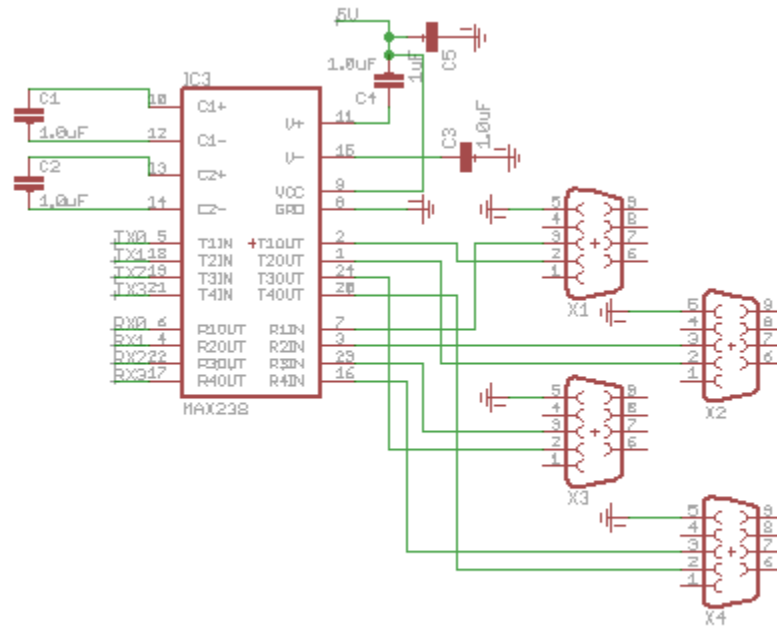 5V
1.0uF
1uF
C5
C4
IC3
C1
10 C1+
1.0uF
12 C1-
V+ 11
C3
1.0uF
V- 15
C2
13 C2+
1.0uF
14 C2-
VCC 9
GND 8
TX0 5 T1IN T1OUT 2
TX1 18 T2IN T2OUT 1
TX2 19 T3IN T3OUT 24
TX3 21 T4IN T4OUT 20
RX0 6 R1OUT R1IN 7
RX1 4 R2OUT R2IN 3
RX2 22 R3OUT R3IN 23
RX3 17 R4OUT R4IN 16
MAX238
5 9
4 8
3 7
2 6
1
X1
5 9
4 8
3 7
2 6
1
X2
5 9
4 8
3 7
2 6
1
X3
5 9
4 8
3 7
2 6
1
X4